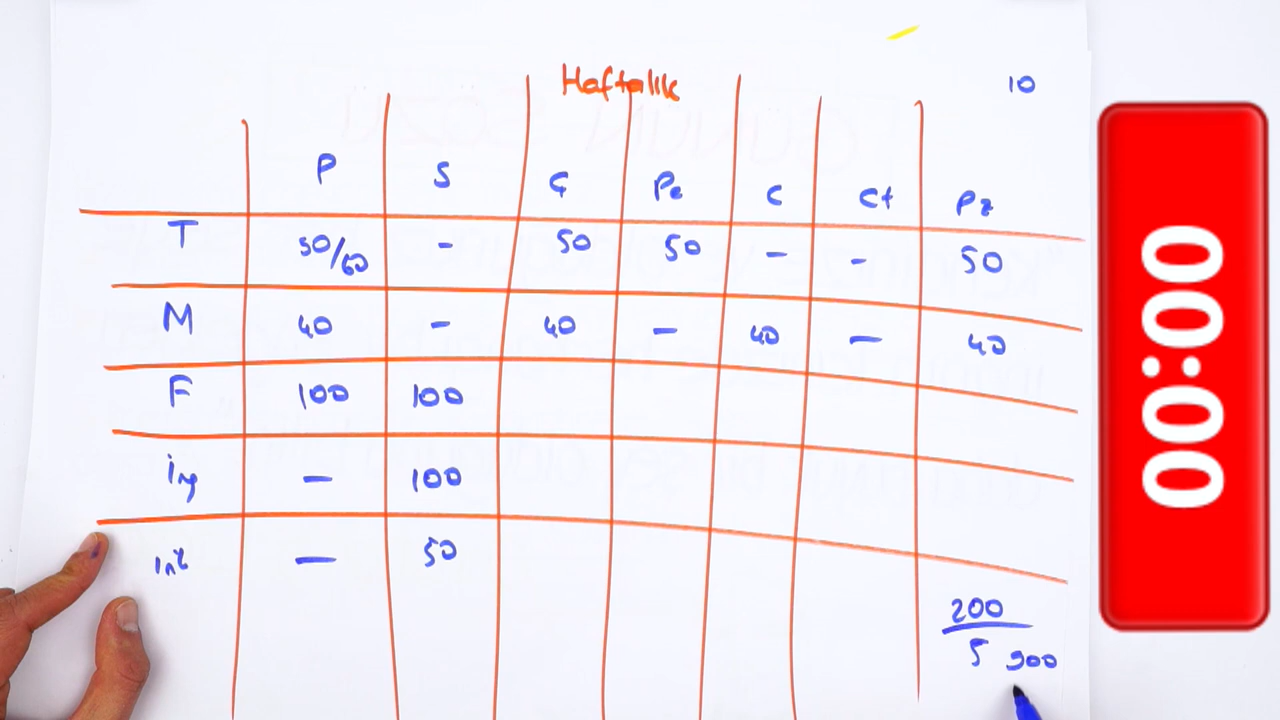 Haftalık
10
P S Ç Pe C Ct Pz
T 50/60 - 50 50 - - 50
M 40 - 40 - 40 - 40
F 100 100
İng - 100
İnk - 50
200
5 900
00:00